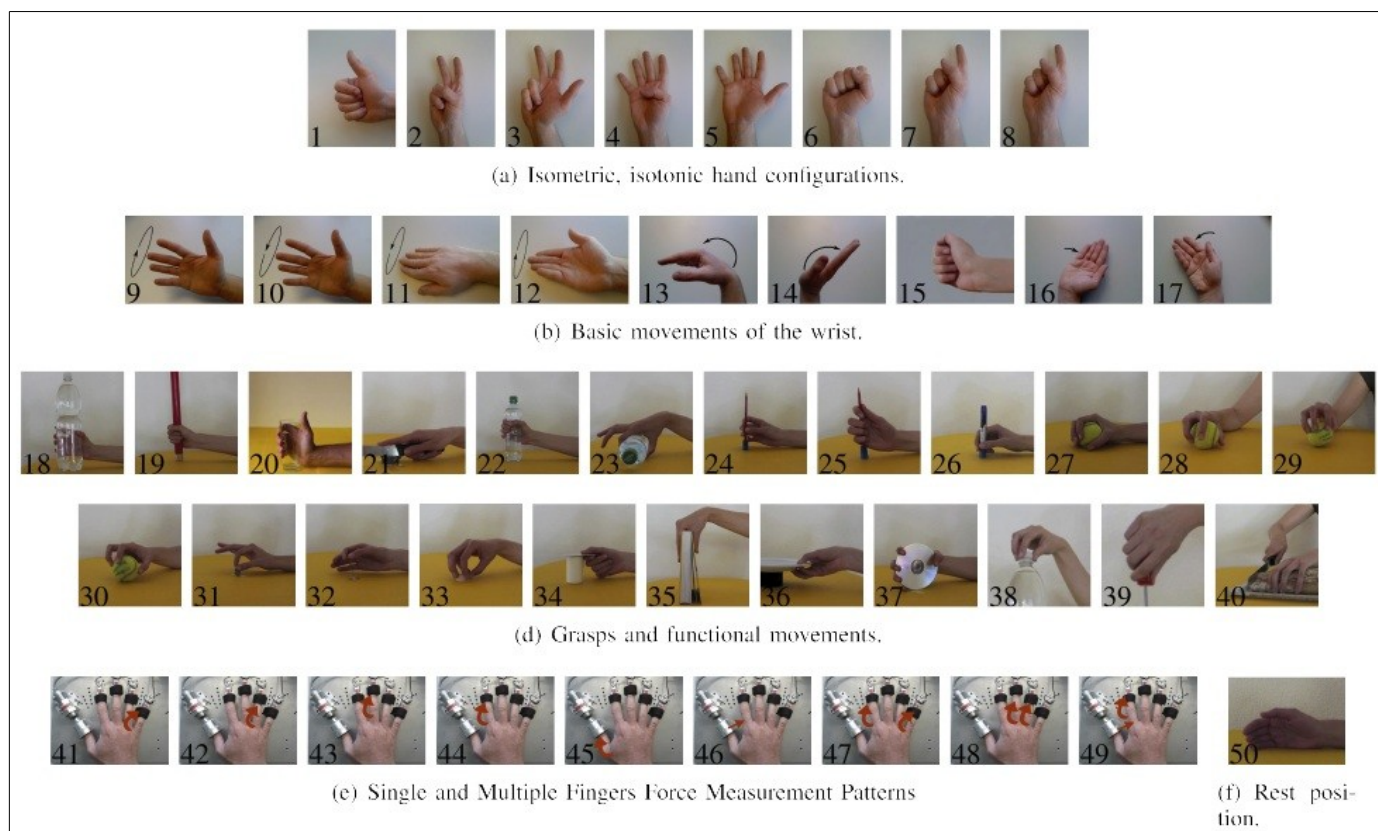 1 2 3 4 5 6 7 8
(a) Isometric, isotonic hand configurations.
9 10 11 12 13 14 15 16 17
(b) Basic movements of the wrist.
18 19 20 21 22 23 24 25 26 27 28 29
30 31 32 33 34 35 36 37 38 39 40
(d) Grasps and functional movements.
41 42 43 44 45 46 47 48 49 50
(e) Single and Multiple Fingers Force Measurement Patterns
(f) Rest posi-
tion.